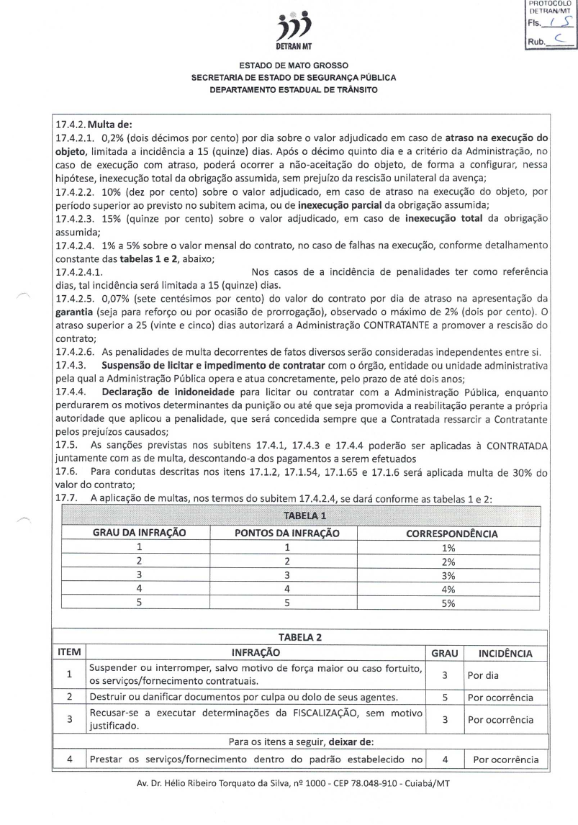 PROTOCOLO
DETRAN/MT
Fls. 15
Rub. C
DETRAN MT
ESTADO DE MATO GROSSO
SECRETARIA DE ESTADO DE SEGURANÇA PÚBLICA
DEPARTAMENTO ESTADUAL DE TRÂNSITO
17.4.2. Multa de:
17.4.2.1. 0,2% (dois décimos por cento) por dia sobre o valor adjudicado em caso de atraso na execução do
objeto, limitada a incidência a 15 (quinze) dias. Após o décimo quinto dia e a critério da Administração, no
caso de execução com atraso, poderá ocorrer a não-aceitação do objeto, de forma a configurar, nessa
hipótese, inexecução total da obrigação assumida, sem prejuízo da rescisão unilateral da avença;
17.4.2.2. 10% (dez por cento) sobre o valor adjudicado, em caso de atraso na execução do objeto, por
período superior ao previsto no subitem acima, ou de inexecução parcial da obrigação assumida;
17.4.2.3. 15% (quinze por cento) sobre o valor adjudicado, em caso de inexecução total da obrigação
assumida;
17.4.2.4. 1% a 5% sobre o valor mensal do contrato, no caso de falhas na execução, conforme detalhamento
constante das tabelas 1 e 2, abaixo;
17.4.2.4.1. Nos casos de a incidência de penalidades ter como referência
dias, tal incidência será limitada a 15 (quinze) dias.
17.4.2.5. 0,07% (sete centésimos por cento) do valor do contrato por dia de atraso na apresentação da
garantia (seja para reforço ou por ocasião de prorrogação), observado o máximo de 2% (dois por cento). O
atraso superior a 25 (vinte e cinco) dias autorizará a Administração CONTRATANTE a promover a rescisão do
contrato;
17.4.2.6. As penalidades de multa decorrentes de fatos diversos serão consideradas independentes entre si.
17.4.3. Suspensão de licitar e impedimento de contratar com o órgão, entidade ou unidade administrativa
pela qual a Administração Pública opera e atua concretamente, pelo prazo de até dois anos;
17.4.4. Declaração de inidoneidade para licitar ou contratar com a Administração Pública, enquanto
perdurarem os motivos determinantes da punição ou até que seja promovida a reabilitação perante a própria
autoridade que aplicou a penalidade, que será concedida sempre que a Contratada ressarcir a Contratante
pelos prejuízos causados;
17.5. As sanções previstas nos subitens 17.4.1, 17.4.3 e 17.4.4 poderão ser aplicadas à CONTRATADA
juntamente com as de multa, descontando-a dos pagamentos a serem efetuados
17.6. Para condutas descritas nos itens 17.1.2, 17.1.54, 17.1.65 e 17.1.6 será aplicada multa de 30% do
valor do contrato;
17.7. A aplicação de multas, nos termos do subitem 17.4.2.4, se dará conforme as tabelas 1 e 2:
TABELA 1
GRAU DA INFRAÇÃO PONTOS DA INFRAÇÃO CORRESPONDÊNCIA
1 1 1%
2 2 2%
3 3 3%
4 4 4%
5 5 5%
TABELA 2
ITEM INFRAÇÃO GRAU INCIDÊNCIA
1 Suspender ou interromper, salvo motivo de força maior ou caso fortuito,
os serviços/fornecimento contratuais. 3 Por dia
2 Destruir ou danificar documentos por culpa ou dolo de seus agentes. 5 Por ocorrência
3 Recusar-se a executar determinações da FISCALIZAÇÃO, sem motivo
justificado. 3 Por ocorrência
Para os itens a seguir, deixar de:
4 Prestar os serviços/fornecimento dentro do padrão estabelecido no 4 Por ocorrência
Av. Dr. Hélio Ribeiro Torquato da Silva, nº 1000 - CEP 78.048-910 - Cuiabá/MT